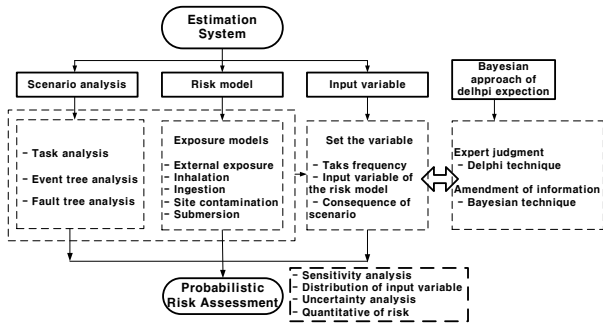 Estimation
System
Scenario analysis
Risk model
Input variable
Bayesian
approach of
delhpi expection
– Task analysis
– Event tree analysis
– Fault tree analysis
Exposure models
– External exposure
– Inhalation
– Ingestion
– Site contamination
– Submersion
Set the variable
– Taks frequency
– Input variable of
the risk model
– Consequence of
scenario
Expert judgment
– Delphi technique
Amendment of information
– Bayesian technique
Probabilistic
Risk Assessment
– Sensitivity analysis
– Distribution of input variable
– Uncertainty analysis
– Quantitative of risk